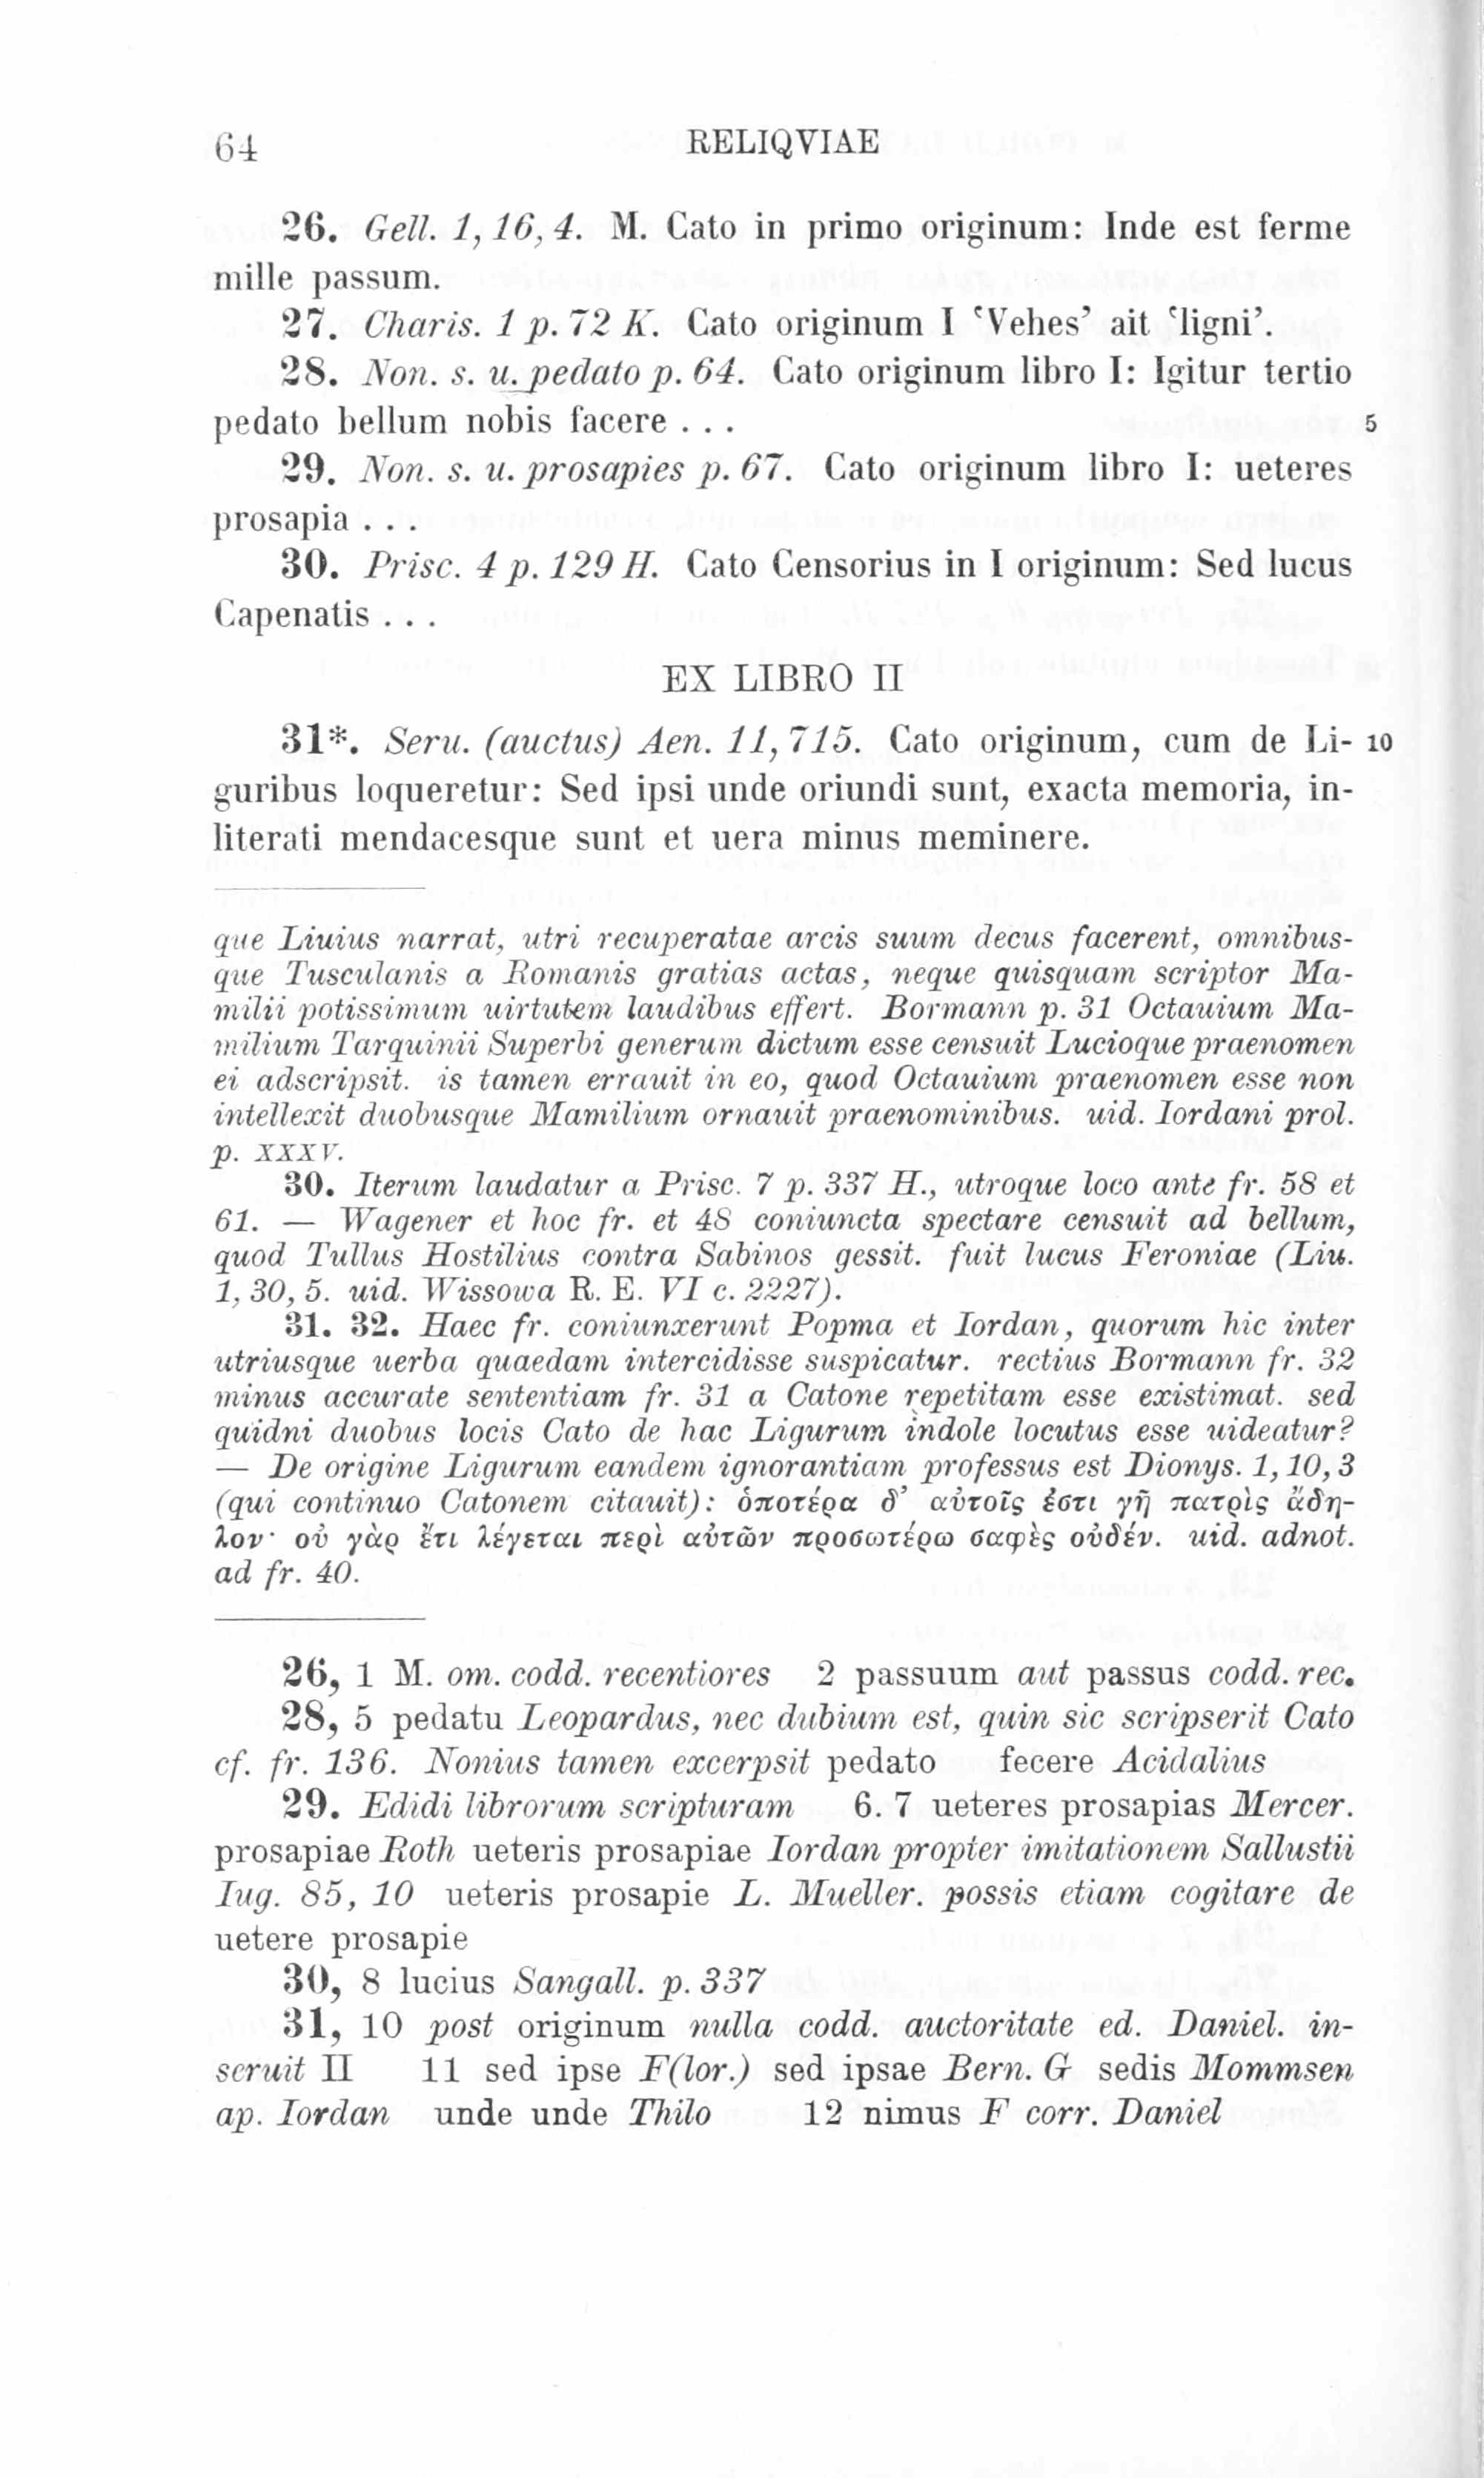 64
RELIQVIAE
26. Gell. 1, 16, 4. M. Cato in primo originum: Inde est ferme
mille passum.
27. Charis. 1 p. 72 K. Cato originum I ‘Vehes’ ait ‘ligni’.
28. Non. s. u. pedato p. 64. Cato originum libro I: Igitur tertio
pedato bellum nobis facere . . . 5
29. Non. s. u. prosapies p. 67. Cato originum libro I: ueteres
prosapia . . .
30. Prisc. 4 p. 129 H. Cato Censorius in I originum: Sed lucus
Capenatis . . .
EX LIBRO II
31*. Seru. (auctus) Aen. 11, 715. Cato originum, cum de Li- 10
guribus loqueretur: Sed ipsi unde oriundi sunt, exacta memoria, in-
literati mendacesque sunt et uera minus meminere.
que Liuius narrat, utri recuperatae arcis suum decus facerent, omnibus-
que Tusculanis a Romanis gratias actas, neque quisquam scriptor Ma-
milii potissimum uirtutem laudibus effert. Bormann p. 31 Octauium Ma-
milium Tarquinii Superbi generum dictum esse censuit Lucioque praenomen
ei adscripsit. is tamen errauit in eo, quod Octauium praenomen esse non
intellexit duobusque Mamilium ornauit praenominibus. uid. Iordani prol.
p. XXXV.
30. Iterum laudatur a Prisc. 7 p. 337 H., utroque loco ante fr. 58 et
61. — Wagener et hoc fr. et 48 coniuncta spectare censuit ad bellum,
quod Tullus Hostilius contra Sabinos gessit. fuit lucus Feroniae (Liu.
1, 30, 5. uid. Wissowa R. E. VI c. 2227).
31. 32. Haec fr. coniunxerunt Popma et Iordan, quorum hic inter
utriusque uerba quaedam intercidisse suspicatur. rectius Bormann fr. 32
minus accurate sententiam fr. 31 a Catone repetitam esse existimat. sed
quidni duobus locis Cato de hac Ligurum indole locutus esse uideatur?
— De origine Ligurum eandem ignorantiam professus est Dionys. 1, 10, 3
(qui continuo Catonem citauit): ὁποτέρα δ’ αὐτοῖς ἐστι γῆ πατρὶς ἄδη-
λον· οὐ γὰρ ἔτι λέγεται περὶ αὐτῶν προσωτέρω σαφὲς οὐδέν. uid. adnot.
ad fr. 40.
26, 1 M. om. codd. recentiores 2 passuum aut passus codd. rec.
28, 5 pedatu Leopardus, nec dubium est, quin sic scripserit Cato
cf. fr. 136. Nonius tamen excerpsit pedato fecere Acidalius
29. Edidi librorum scripturam 6. 7 ueteres prosapias Mercer.
prosapiae Roth ueteris prosapiae Iordan propter imitationem Sallustii
Iug. 85, 10 ueteris prosapie L. Mueller. possis etiam cogitare de
uetere prosapie
30, 8 lucius Sangall. p. 337
31, 10 post originum nulla codd. auctoritate ed. Daniel. in-
seruit II 11 sed ipse F(lor.) sed ipsae Bern. G sedis Mommsen
ap. Iordan unde unde Thilo 12 nimus F corr. Daniel